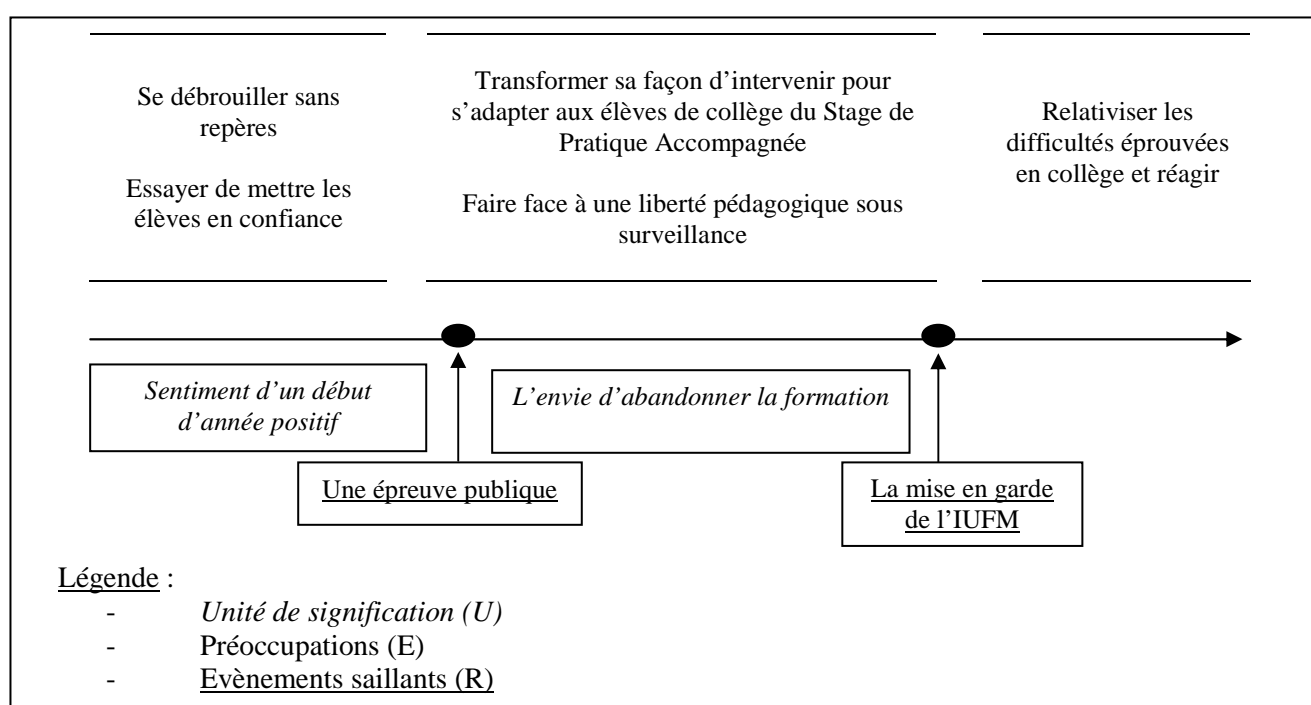 Se débrouiller sans
repères
Essayer de mettre les
élèves en confiance
Transformer sa façon d'intervenir pour
s'adapter aux élèves de collège du Stage de
Pratique Accompagnée
Faire face à une liberté pédagogique sous
surveillance
Relativiser les
difficultés éprouvées
en collège et réagir
Sentiment d'un début
d'année positif
L'envie d'abandonner la formation
Une épreuve publique
La mise en garde
de l'IUFM
Légende :
- Unité de signification (U)
- Préoccupations (E)
- Evènements saillants (R)